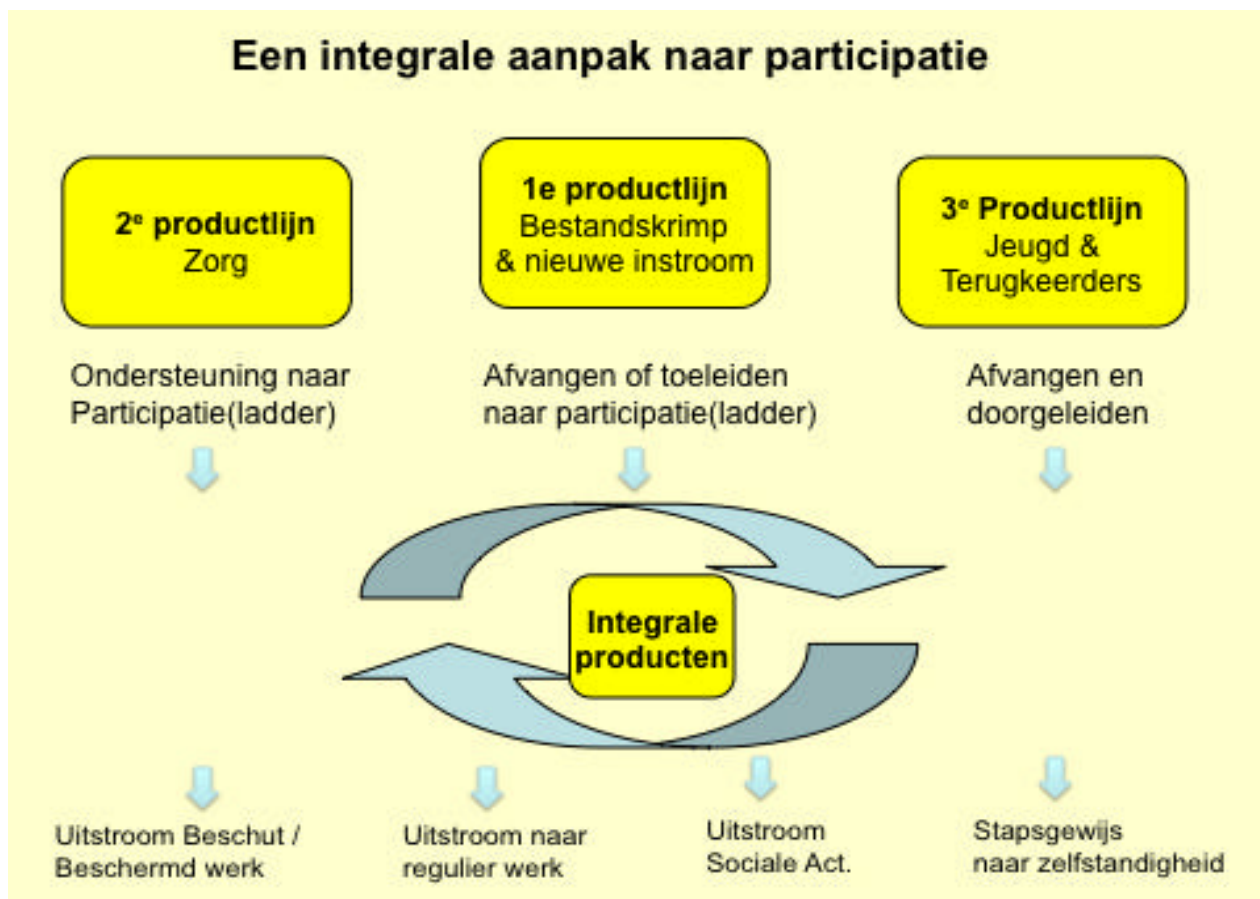 Een integrale aanpak naar participatie
2e productlijn
Zorg
1e productlijn
Bestandskrimp
& nieuwe instroom
3e Productlijn
Jeugd &
Terugkeerders
Ondersteuning naar
Participatie(ladder)
Afvangen of toeleiden
naar participatie(ladder)
Afvangen en
doorgeleiden
Integrale
producten
Uitstroom Beschut /
Beschermd werk
Uitstroom naar
regulier werk
Uitstroom
Sociale Act.
Stapsgewijs
naar zelfstandigheid